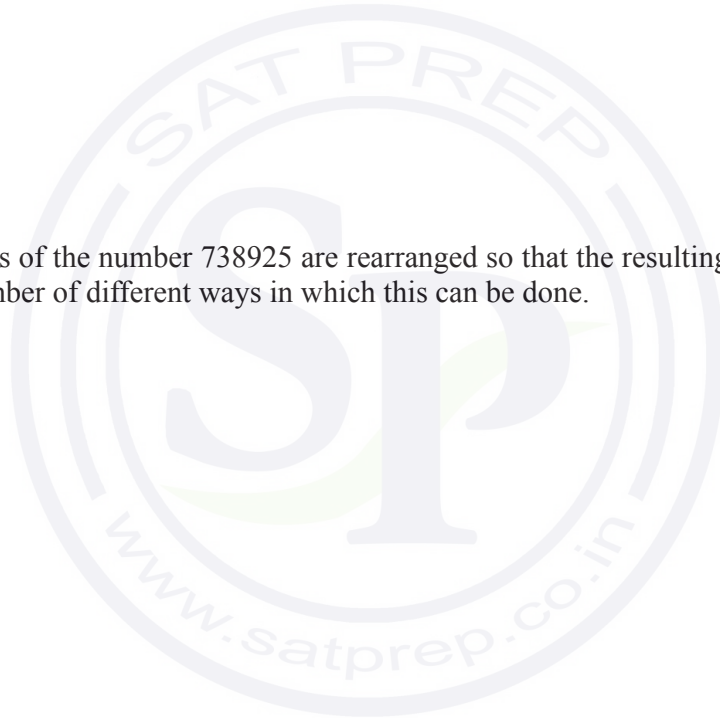 SAT PREP
s of the number 738925 are rearranged so that the resulting
ber of different ways in which this can be done.
SP
www.satprep.co.in